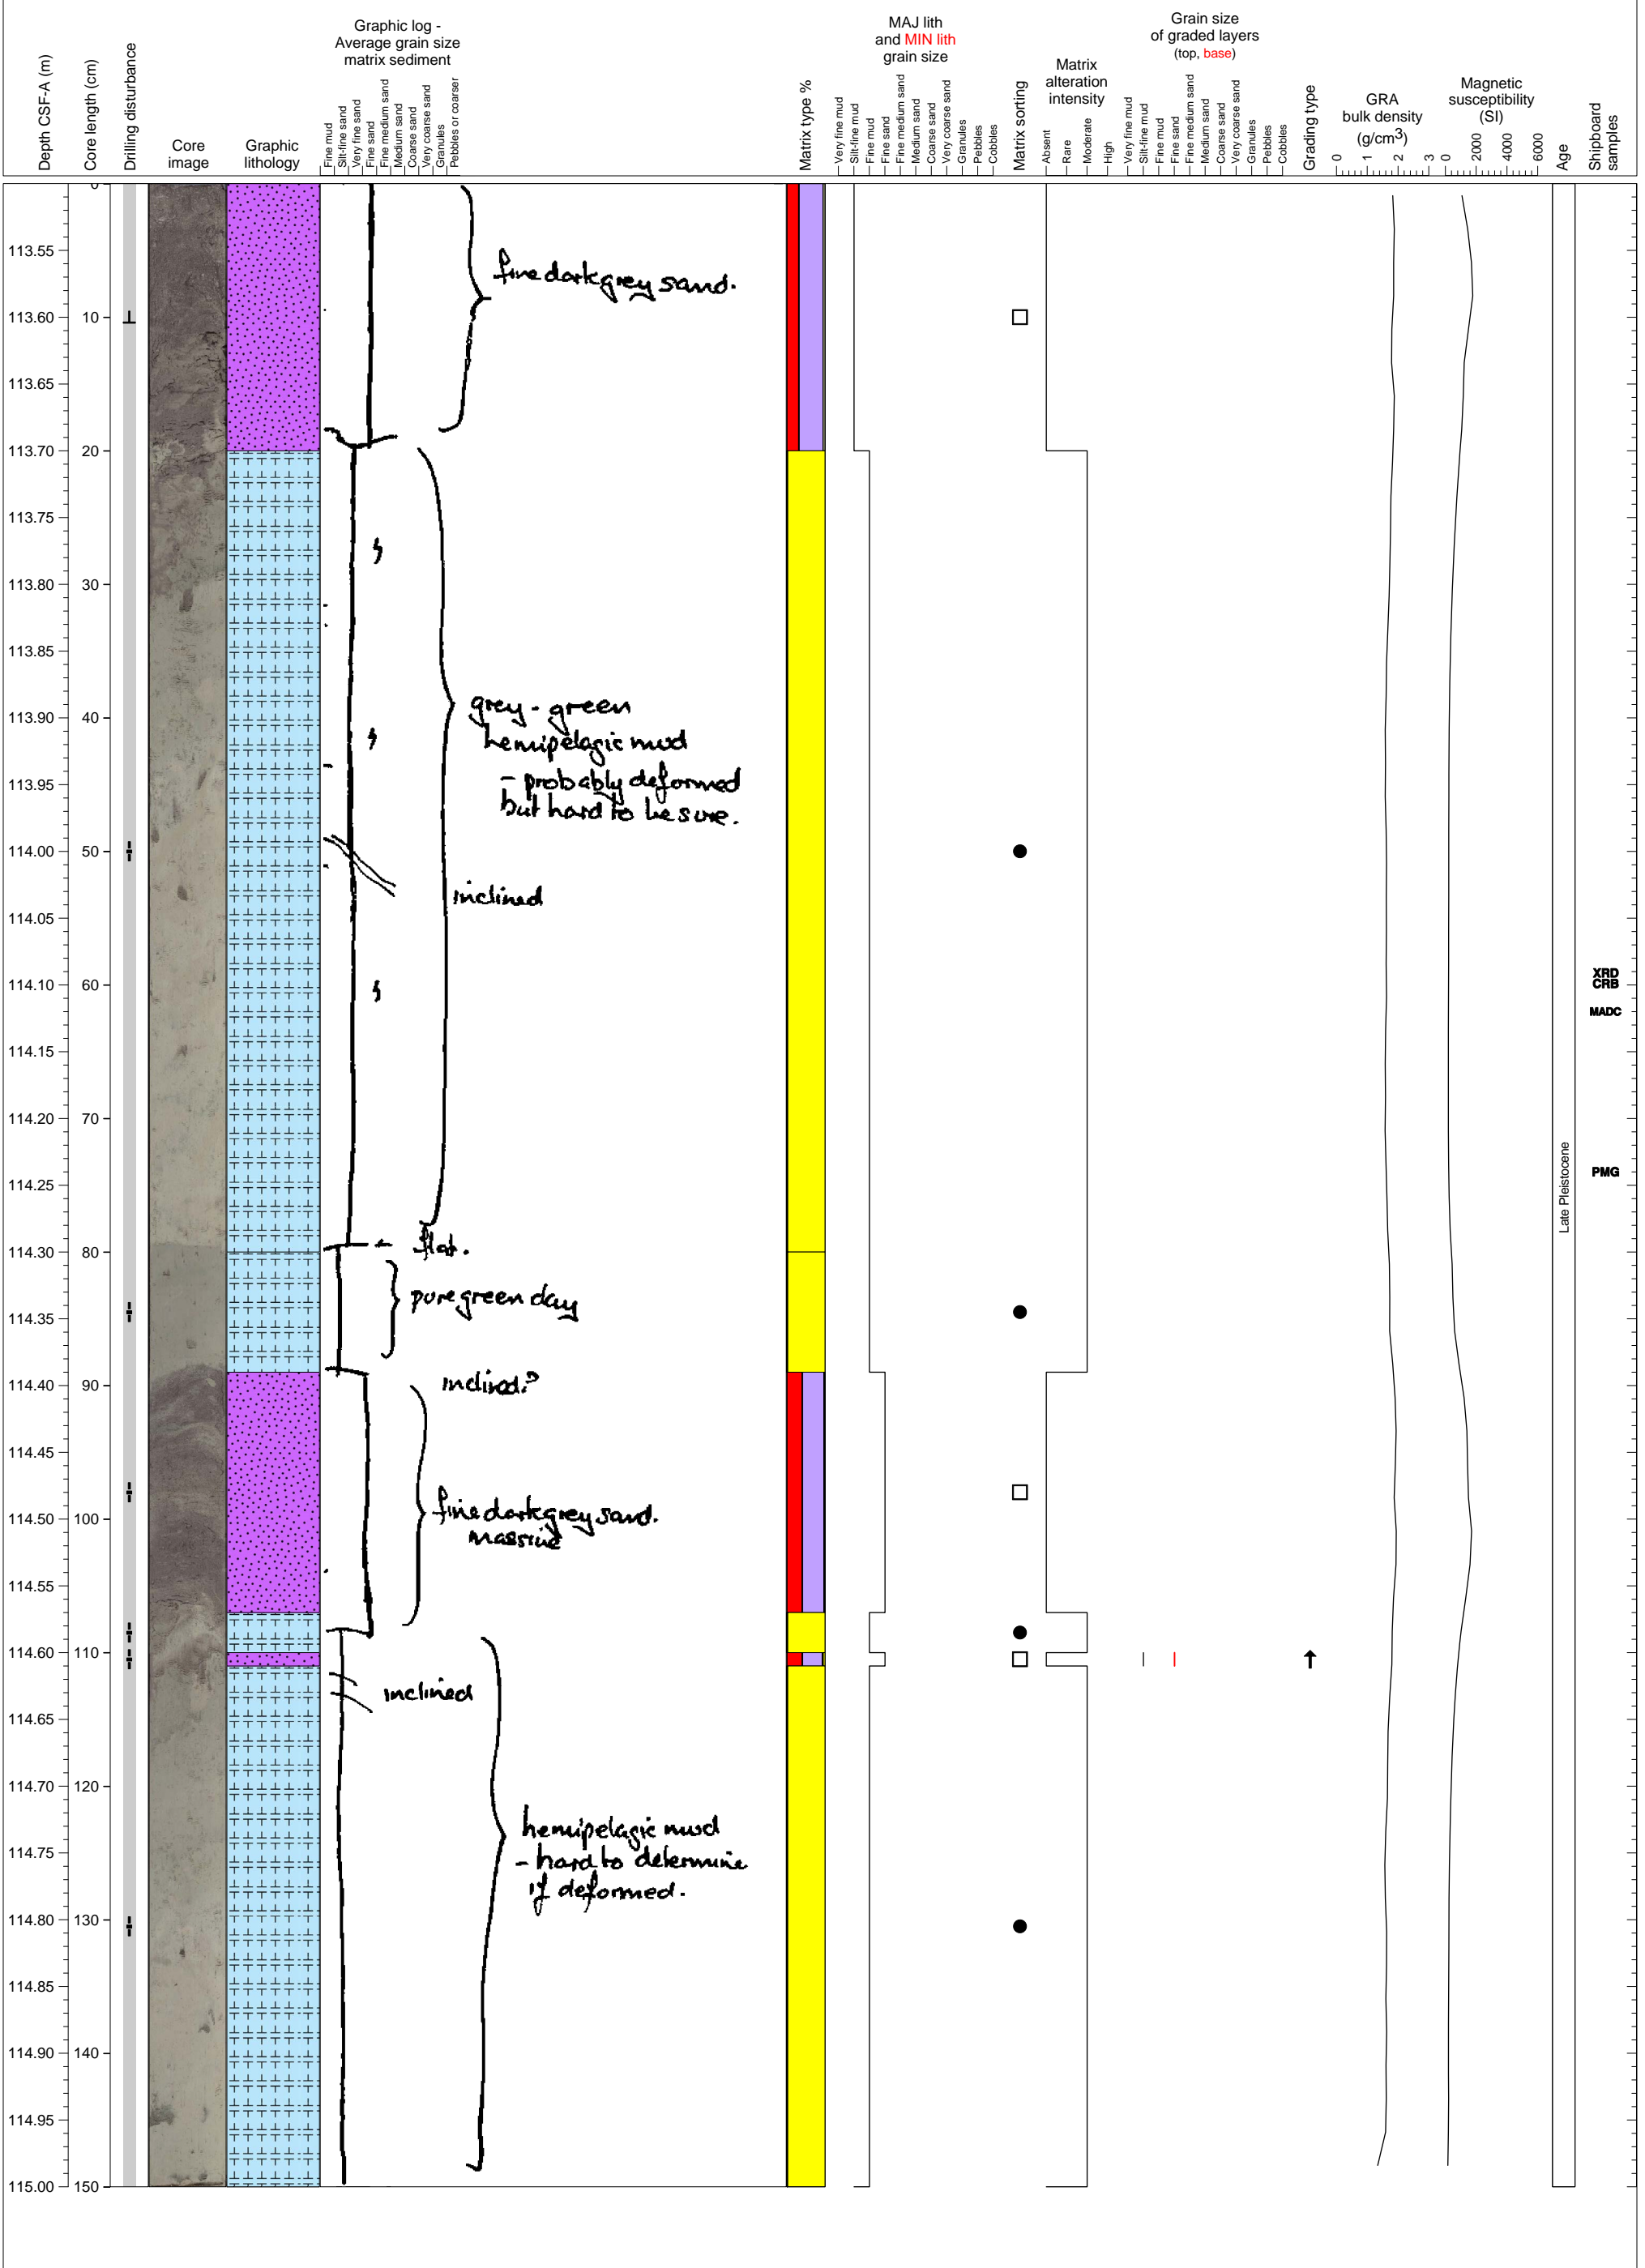 Depth CSF-A (m)
Core length (cm)
Drilling disturbance
Core
image
Graphic
lithology
Graphic log -
Average grain size
matrix sediment
Fine mud
Silt-fine sand
Very fine sand
Fine sand
Fine medium sand
Medium sand
Coarse sand
Very coarse sand
Granules
Pebbles or coarser
Matrix type %
MAJ lith
and MIN lith
grain size
Very fine mud
Silt-fine mud
Fine mud
Fine sand
Fine medium sand
Medium sand
Coarse sand
Very coarse sand
Granules
Pebbles
Cobbles
Matrix sorting
Matrix
alteration
intensity
Absent
Rare
Moderate
High
Grain size
of graded layers
(top, base)
Very fine mud
Silt-fine mud
Fine mud
Fine sand
Fine medium sand
Medium sand
Coarse sand
Very coarse sand
Granules
Pebbles
Cobbles
Grading type
GRA
bulk density
(g/cm3)
0 1 2 3
Magnetic
susceptibility
(SI)
0 2000 4000 6000
Age
Shipboard
samples
0
113.55
fine dark grey sand.
113.60 10
113.65
113.70 20
113.75
113.80 30
113.85
113.90 40
grey - green
hemipelagic mud
113.95
- probably deformed
but hard to be sure.
114.00 50
inclined
114.05
XRD
114.10 60 CRB
MADC
114.15
114.20 70
PMG
114.25
Late Pleistocene
114.30 80 flat.
pure green clay
114.35
114.40 90 inclined?
114.45
114.50 100 fine dark grey sand.
massive
114.55
114.60 110
inclined
114.65
114.70 120
hemipelagic mud
114.75
- hard to determine
if deformed.
114.80 130
114.85
114.90 140
114.95
115.00 150